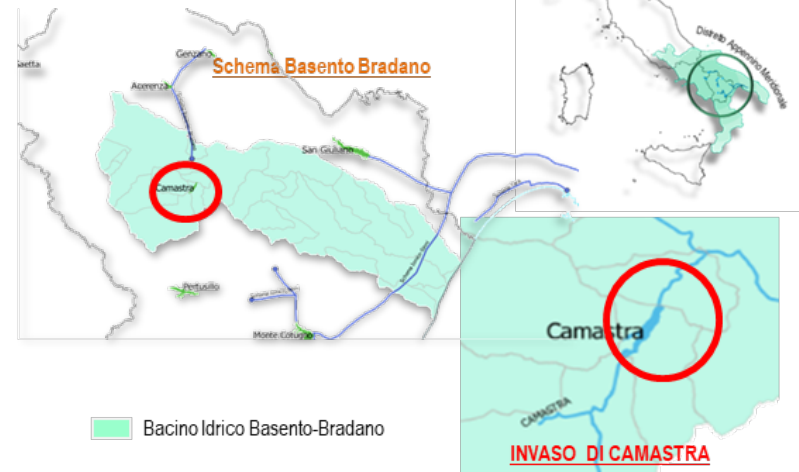 Distretto Appennino Meridionale
Genzano
Schema Basento Bradano
Gaetta
Acerenza
San Giuliano
Camastra
Pertusillo
Monte Cotugno
Camastra
CAMASTRA
Bacino Idrico Basento-Bradano
INVASO DI CAMASTRA